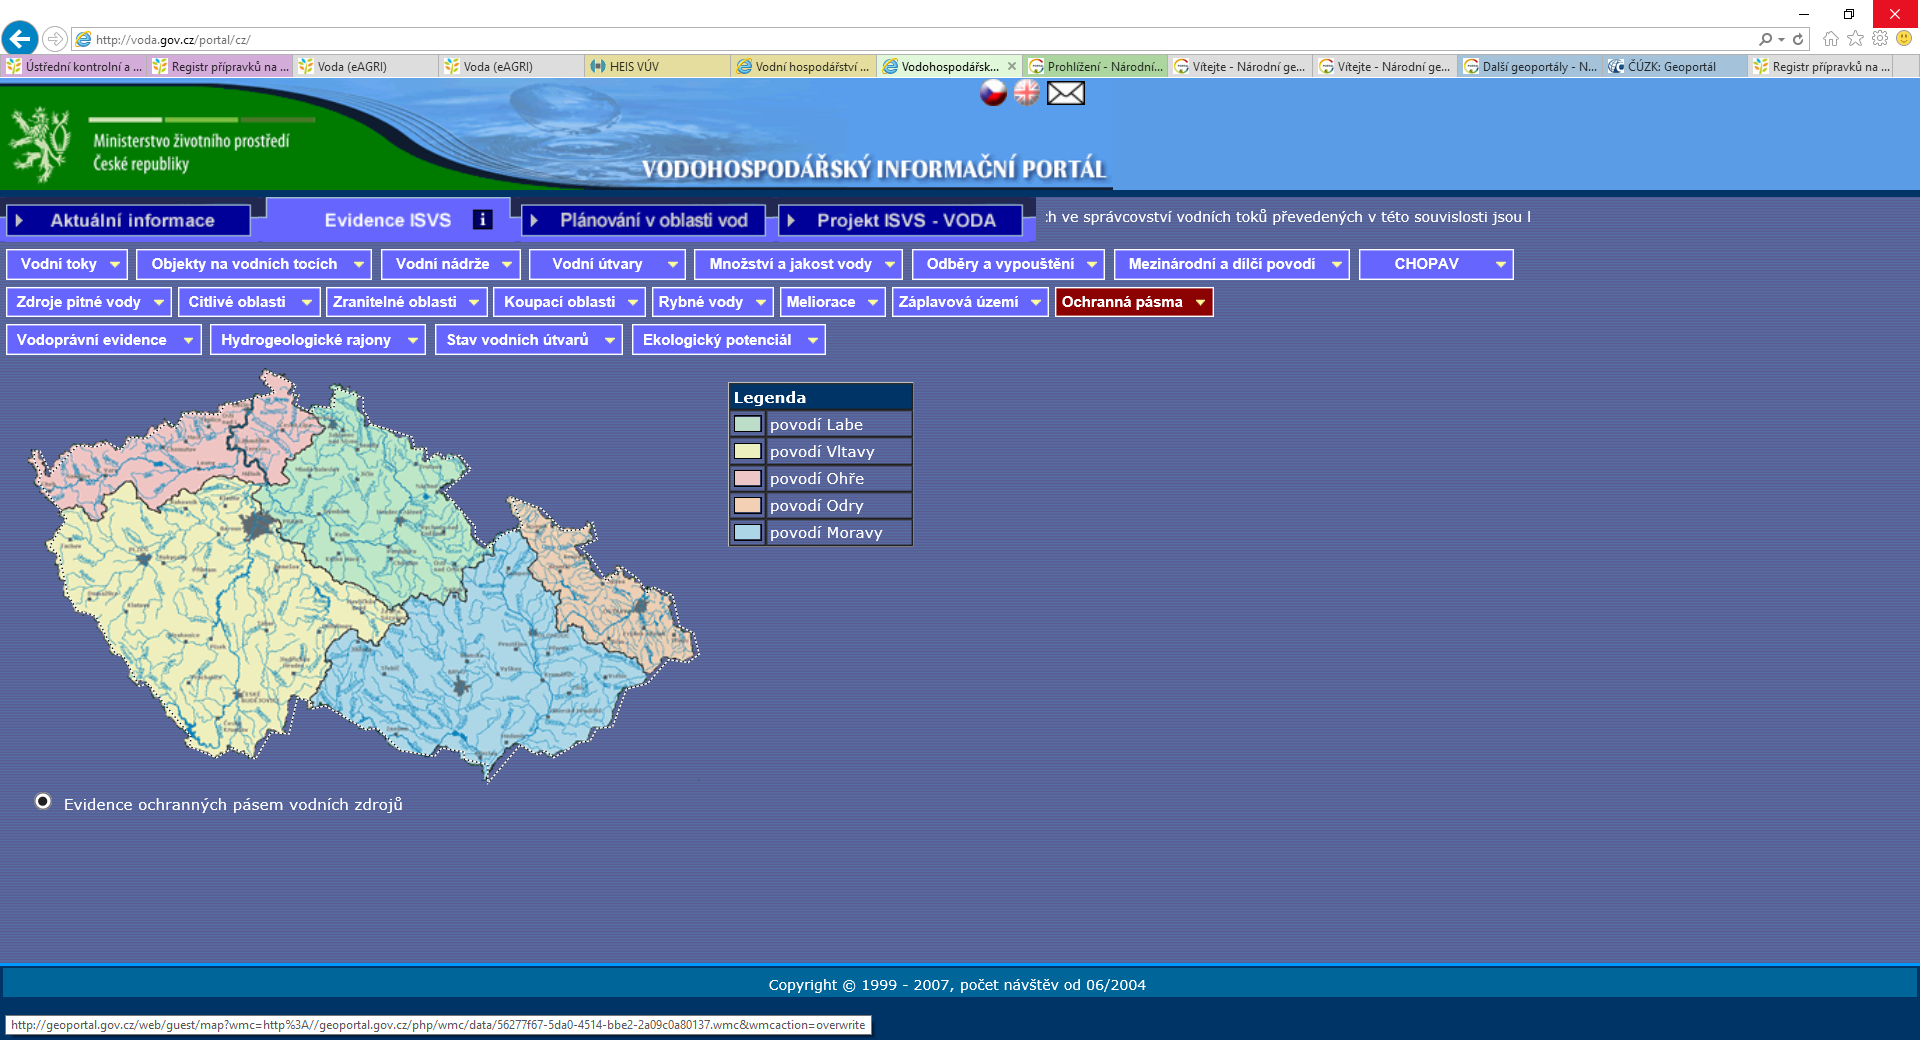 http://voda.gov.cz/portal/cz/
Ústřední kontrolní a ...
Registr přípravků na ...
Voda (eAGRI)
Voda (eAGRI)
HEIS VÚV
Vodní hospodářství ...
Vodohospodářsk...
Prohlížení - Národní...
Vítejte - Národní ge...
Vítejte - Národní ge...
Další geoportály - N...
ČÚZK: Geoportál
Registr přípravků na ...
Ministerstvo životního prostředí
České republiky
VODOHOSPODÁŘSKÝ INFORMAČNÍ PORTÁL
Aktuální informace
Evidence ISVS
Plánování v oblasti vod
Projekt ISVS - VODA
ve správcovství vodních toků převedených v této souvislosti jsou
Vodní toky
Objekty na vodních tocích
Vodní nádrže
Vodní útvary
Množství a jakost vody
Odběry a vypouštění
Mezinárodní a dílčí povodí
CHOPAV
Zdroje pitné vody
Citlivé oblasti
Zranitelné oblasti
Koupací oblasti
Rybné vody
Meliorace
Záplavová území
Ochranná pásma
Vodoprávní evidence
Hydrogeologické rajony
Stav vodních útvarů
Ekologický potenciál
Legenda
povodí Labe
povodí Vltavy
povodí Ohře
povodí Odry
povodí Moravy
Evidence ochranných pásem vodních zdrojů
Copyright © 1999 - 2007, počet návštěv od 06/2004
http://geoportal.gov.cz/web/guest/map?wmc=http%3A//geoportal.gov.cz/php/wmc/data/56277f67-5da0-4514-bbe2-2a09c0a80137.wmc&wmcaction=overwrite